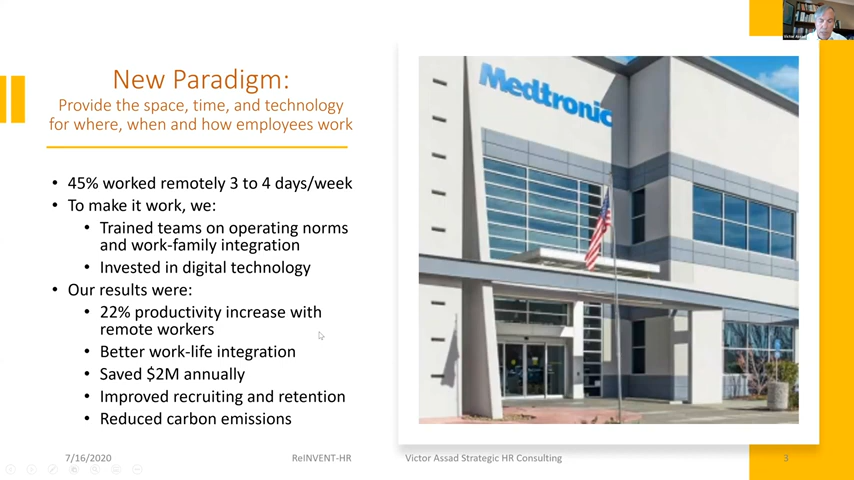 New Paradigm:
Provide the space, time, and technology
for where, when and how employees work
• 45% worked remotely 3 to 4 days/week
• To make it work, we:
• Trained teams on operating norms
and work-family integration
• Invested in digital technology
• Our results were:
• 22% productivity increase with
remote workers
• Better work-life integration
• Saved $2M annually
• Improved recruiting and retention
• Reduced carbon emissions
Medtronic
7/16/2020
ReINVENT-HR
Victor Assad Strategic HR Consulting
3